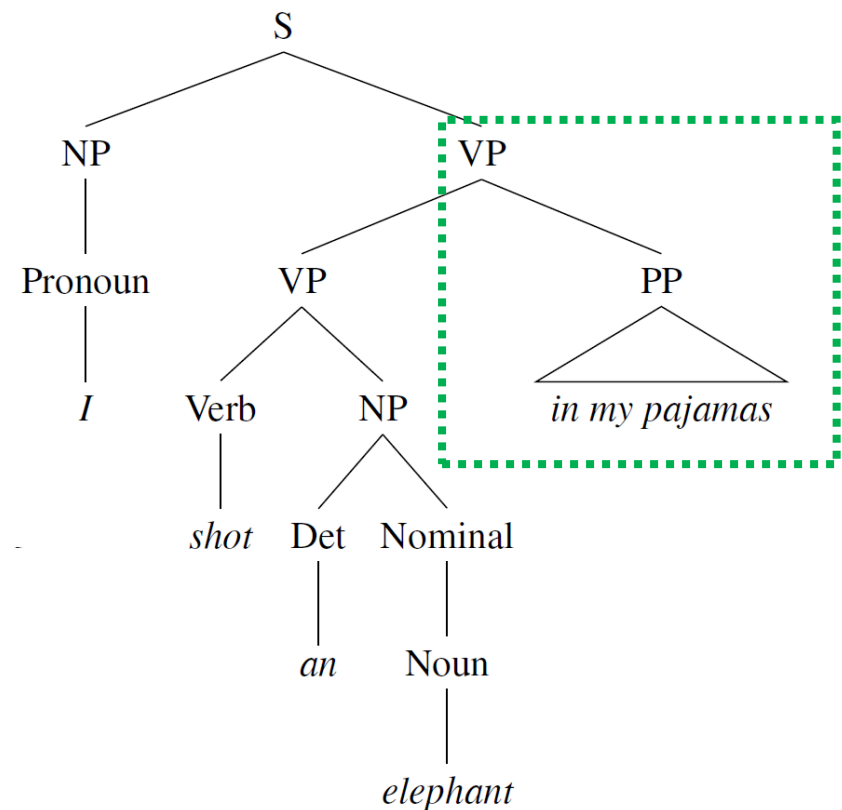 S
NP VP
Pronoun VP PP
I Verb NP in my pajamas
shot Det Nominal
an Noun
elephant